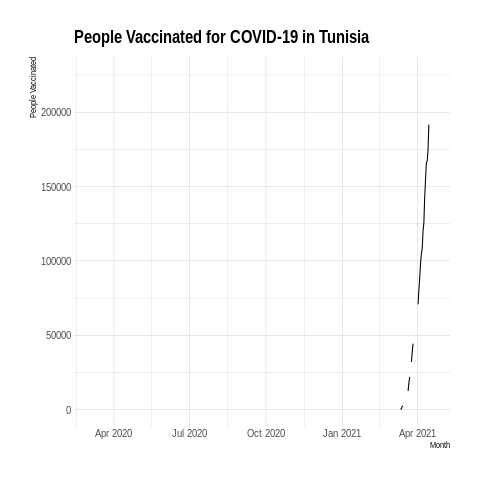 People Vaccinated for COVID-19 in Tunisia
People Vaccinated
200000
150000
100000
50000
0
Apr 2020 Jul 2020 Oct 2020 Jan 2021 Apr 2021
Month